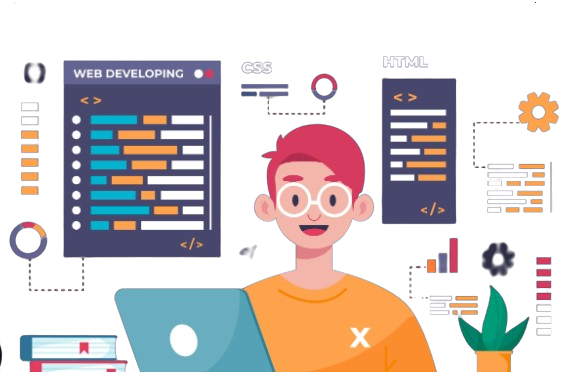 WEB DEVELOPING
CSS
HTML
< >
< >
</>
</>
X